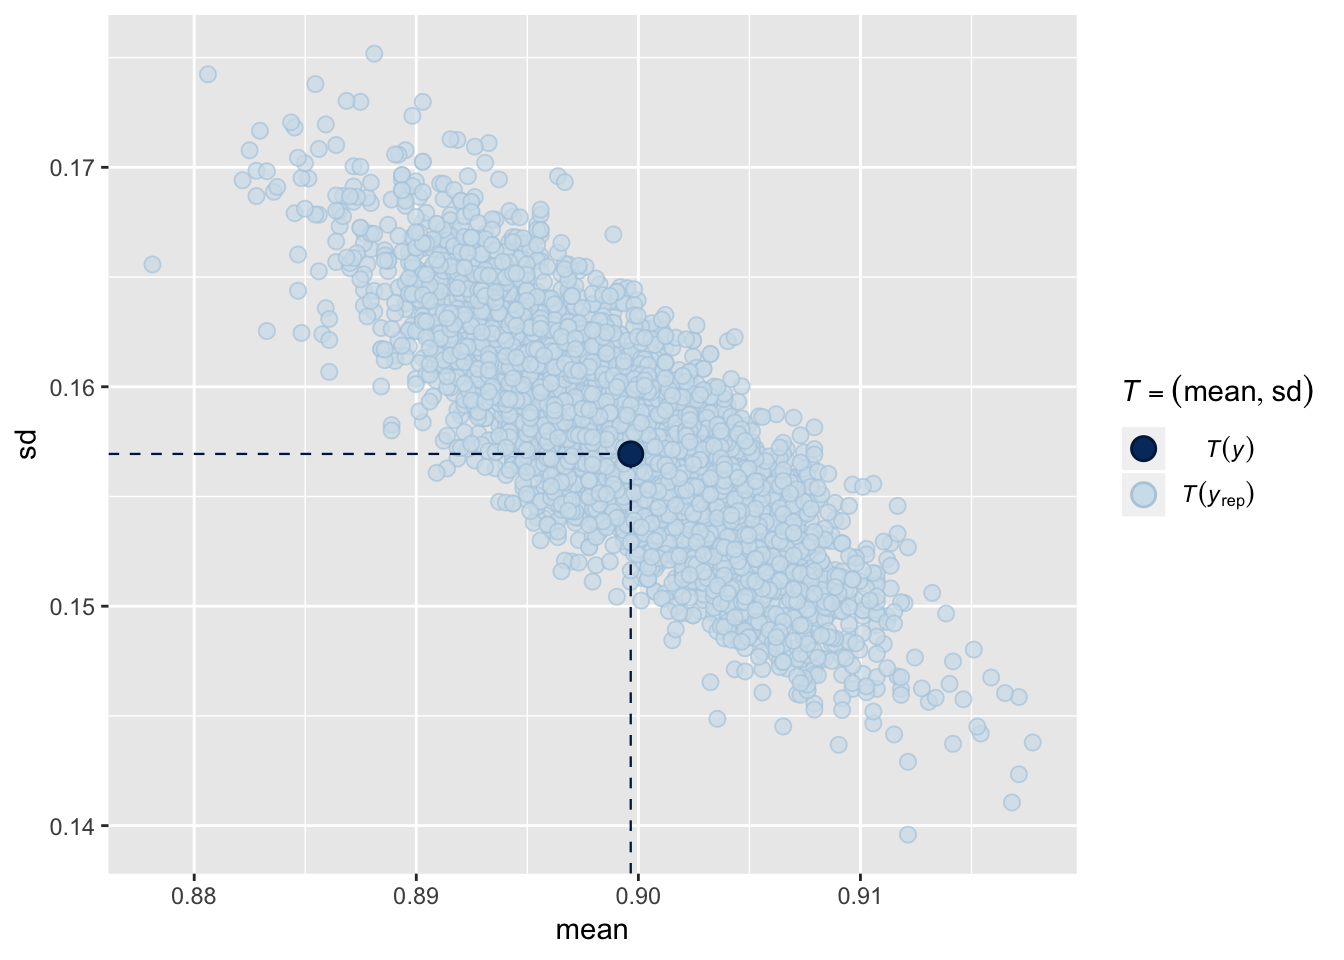 sd
0.17
0.16
0.15
0.14
0.88 0.89 0.90 0.91
mean
T = (mean, sd)
T(y)
T(yrep)